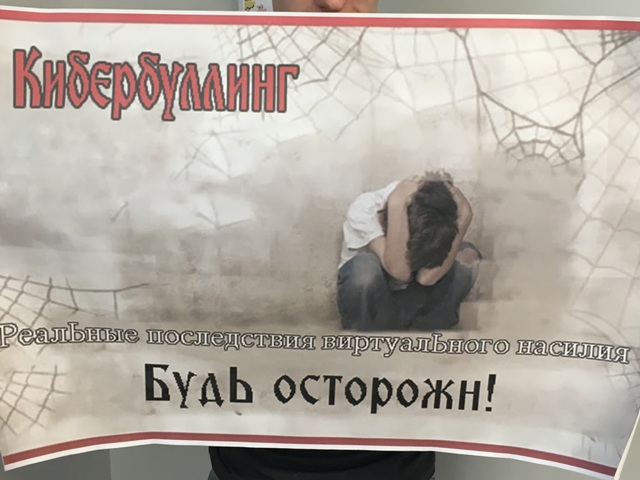 Кибербуллинг
РеалЬные последствия виртуалЬного насилия
БудЬ осторожн!